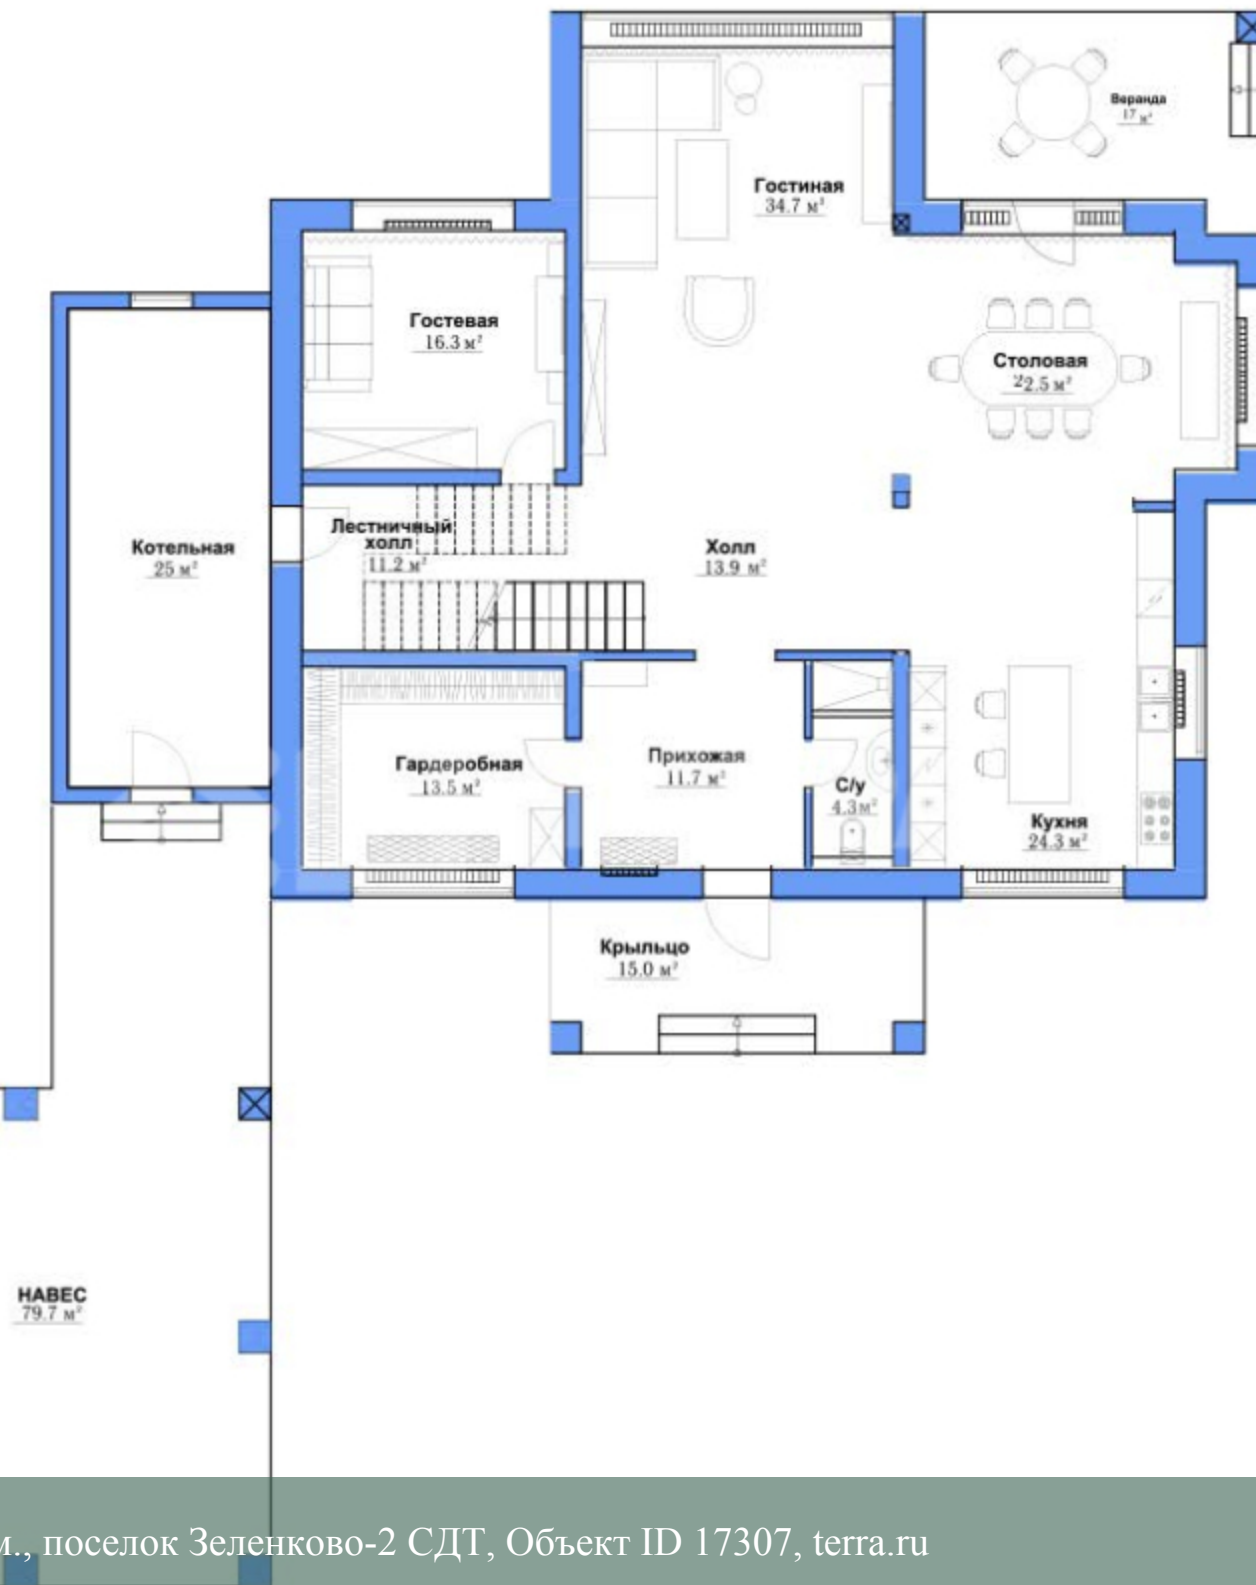 Веранда
17 м²
Гостиная
34.7 м²
Гостевая
16.3 м²
Столовая
22.5 м²
Лестничный
холл
11.2 м²
Котельная
25 м²
Холл
13.9 м²
Гардеробная
13.5 м²
Прихожая
11.7 м²
С/у
4.3м²
Кухня
24.3 м²
Крыльцо
15.0 м²
НАВЕС
79.7 м²
м., поселок Зеленково-2 СДТ, Объект ID 17307, terra.ru